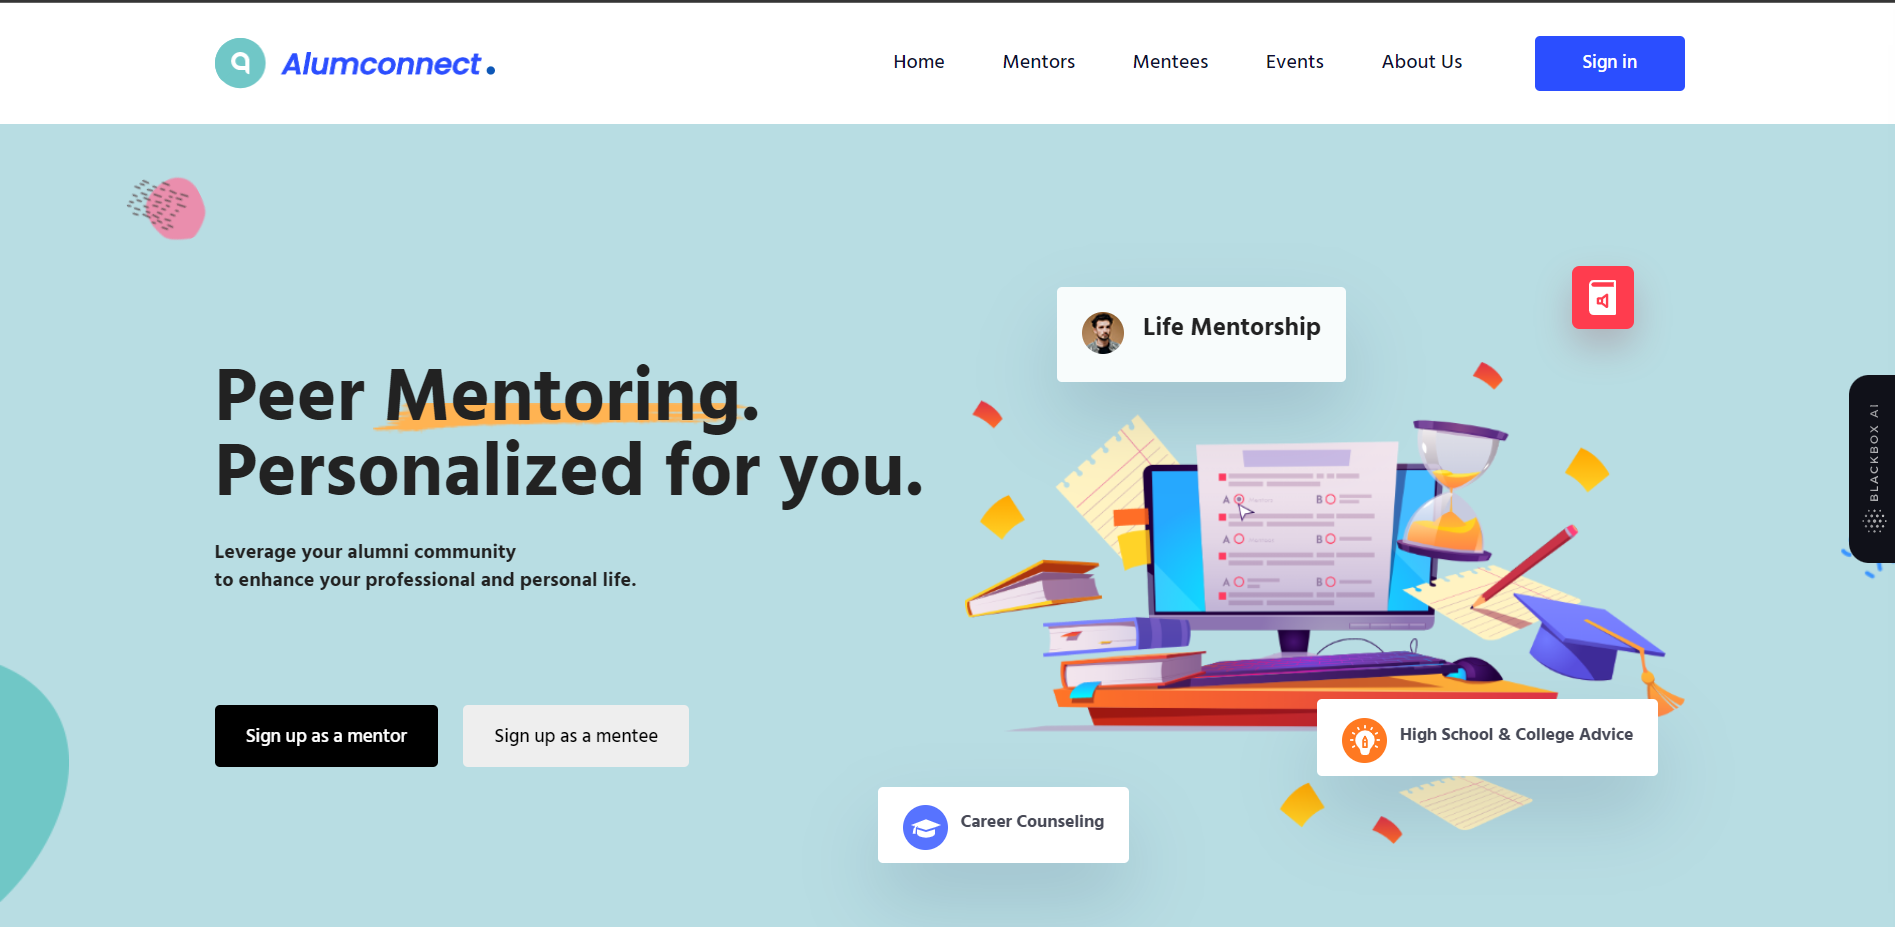 Alumconnect.
Home
Mentors
Mentees
Events
About Us
Sign in
Life Mentorship
Peer Mentoring.
Personalized for you.
Leverage your alumni community
to enhance your professional and personal life.
Sign up as a mentor
Sign up as a mentee
A
B
A
B
A
B
High School & College Advice
Career Counseling
BLACKBOX AI